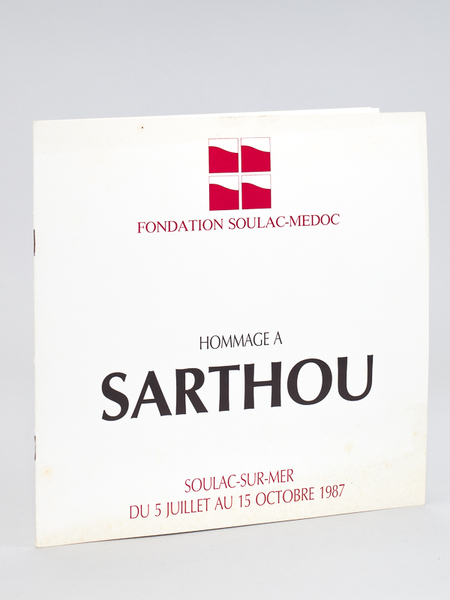 FONDATION SOULAC-MEDOC
HOMMAGE A
SARTHOU
SOULAC-SUR-MER
DU 5 JUILLET AU 15 OCTOBRE 1987